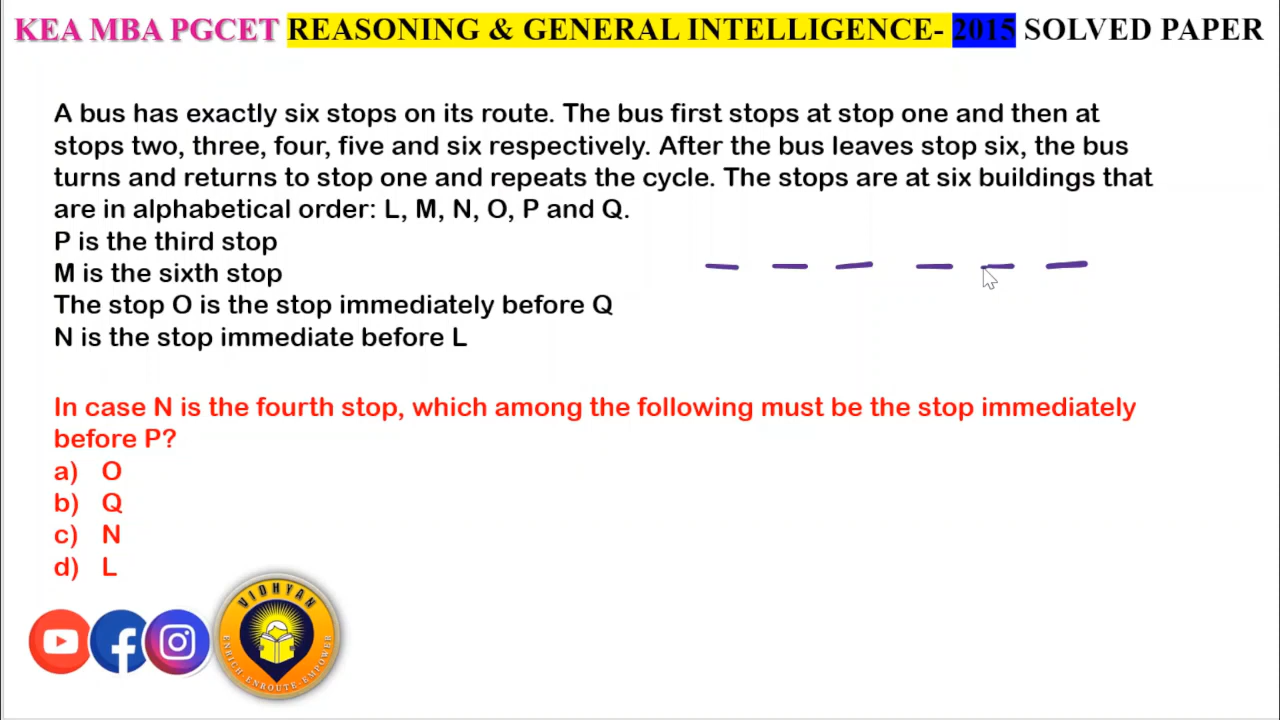 KEA MBA PGCET REASONING & GENERAL INTELLIGENCE- 2015 SOLVED PAPER
A bus has exactly six stops on its route. The bus first stops at stop one and then at
stops two, three, four, five and six respectively. After the bus leaves stop six, the bus
turns and returns to stop one and repeats the cycle. The stops are at six buildings that
are in alphabetical order: L, M, N, O, P and Q.
P is the third stop
M is the sixth stop
The stop O is the stop immediately before Q
N is the stop immediate before L
In case N is the fourth stop, which among the following must be the stop immediately
before P?
a) O
b) Q
c) N
d) L
VIDHYAN
ENRICH-ENROUTE-EMPOWER